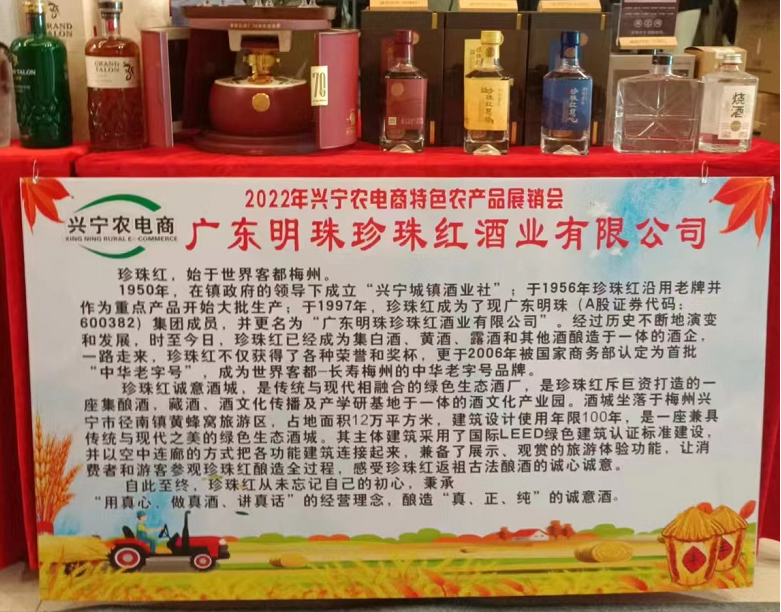 GRAND
TALON
70
烧酒
2022年兴宁农电商特色农产品展销会
兴宁农电商
XING NING RURAL E-COMMERCE
广东明珠珍珠红酒业有限公司
珍珠红，始于世界客都梅州。
1950年，在镇政府的领导下成立“兴宁城镇酒业社”；于1956年珍珠红沿用老牌并
作为重点产品开始大批生产；于1997年，珍珠红成为了现广东明珠（A股证券代码：
600382）集团成员，并更名为“广东明珠珍珠红酒业有限公司”。经过历史不断地演变
和发展，时至今日，珍珠红已经成为集白酒、黄酒、露酒和其他酒酿造于一体的酒企，
一路走来，珍珠红不仅获得了各种荣誉和奖杯，更于2006年被国家商务部认定为首批
“中华老字号”，成为世界客都—长寿梅州的中华老字号品牌。
珍珠红诚意酒城，是传统与现代相融合的绿色生态酒厂，是珍珠红斥巨资打造的一
座集酿酒，藏酒、酒文化传播及产学研基地于一体的酒文化产业园。酒城坐落于梅州兴
宁市径南镇黄蜂窝旅游区，占地面积12万平方米，建筑设计使用年限100年，是一座兼具
传统与现代之美的绿色生态酒城。其主体建筑采用了国际LEED绿色建筑认证标准建设，
并以空中连廊的方式把各功能建筑连接起来，兼备了展示、观赏的旅游体验功能，让消
费者和游客参观珍珠红酿造全过程，感受珍珠红返祖古法酿酒的诚心诚意。
自此至终，珍珠红从未忘记自己的初心，秉承
“用真心，做真酒、讲真话”的经营理念，酿造“真、正、纯”的诚意酒。